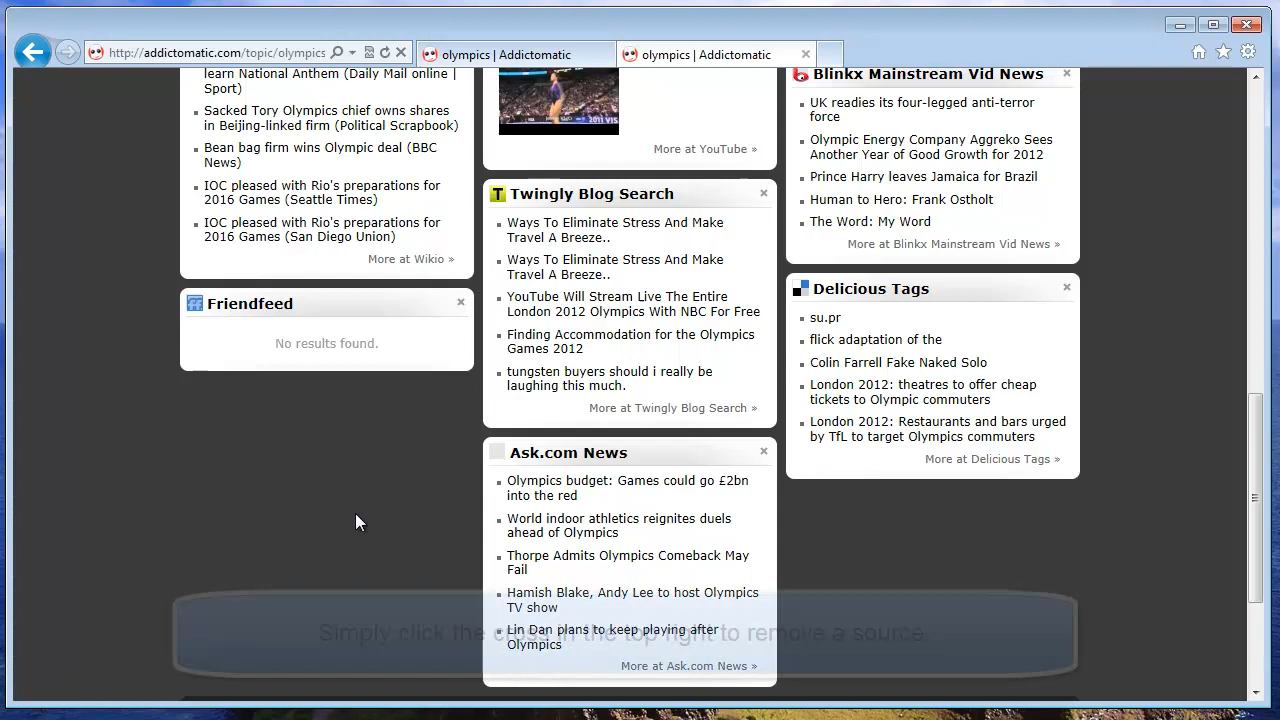 http://addictomatic.com/topic/olympics
olympics | Addictomatic
olympics | Addictomatic
learn National Anthem (Daily Mail online |
Sport)
Sacked Tory Olympics chief owns shares
in Beijing-linked firm (Political Scrapbook)
Bean bag firm wins Olympic deal (BBC
News)
IOC pleased with Rio's preparations for
2016 Games (Seattle Times)
IOC pleased with Rio's preparations for
2016 Games (San Diego Union)
More at Wikio »
Friendfeed
No results found.
2011 VIS
More at YouTube »
Twingly Blog Search
Ways To Eliminate Stress And Make
Travel A Breeze..
Ways To Eliminate Stress And Make
Travel A Breeze..
YouTube Will Stream Live The Entire
London 2012 Olympics With NBC For Free
Finding Accommodation for the Olympics
Games 2012
tungsten buyers should i really be
laughing this much.
More at Twingly Blog Search »
Ask.com News
Olympics budget: Games could go £2bn
into the red
World indoor athletics reignites duels
ahead of Olympics
Thorpe Admits Olympics Comeback May
Fail
Hamish Blake, Andy Lee to host Olympics
TV show
Lin Dan plans to keep playing after
Olympics
More at Ask.com News »
Blinkx Mainstream Vid News
UK readies its four-legged anti-terror
force
Olympic Energy Company Aggreko Sees
Another Year of Good Growth for 2012
Prince Harry leaves Jamaica for Brazil
Human to Hero: Frank Ostholt
The Word: My Word
More at Blinkx Mainstream Vid News »
Delicious Tags
su.pr
flick adaptation of the
Colin Farrell Fake Naked Solo
London 2012: theatres to offer cheap
tickets to Olympic commuters
London 2012: Restaurants and bars urged
by TfL to target Olympics commuters
More at Delicious Tags »
Simply click the cross in the top right to remove a source